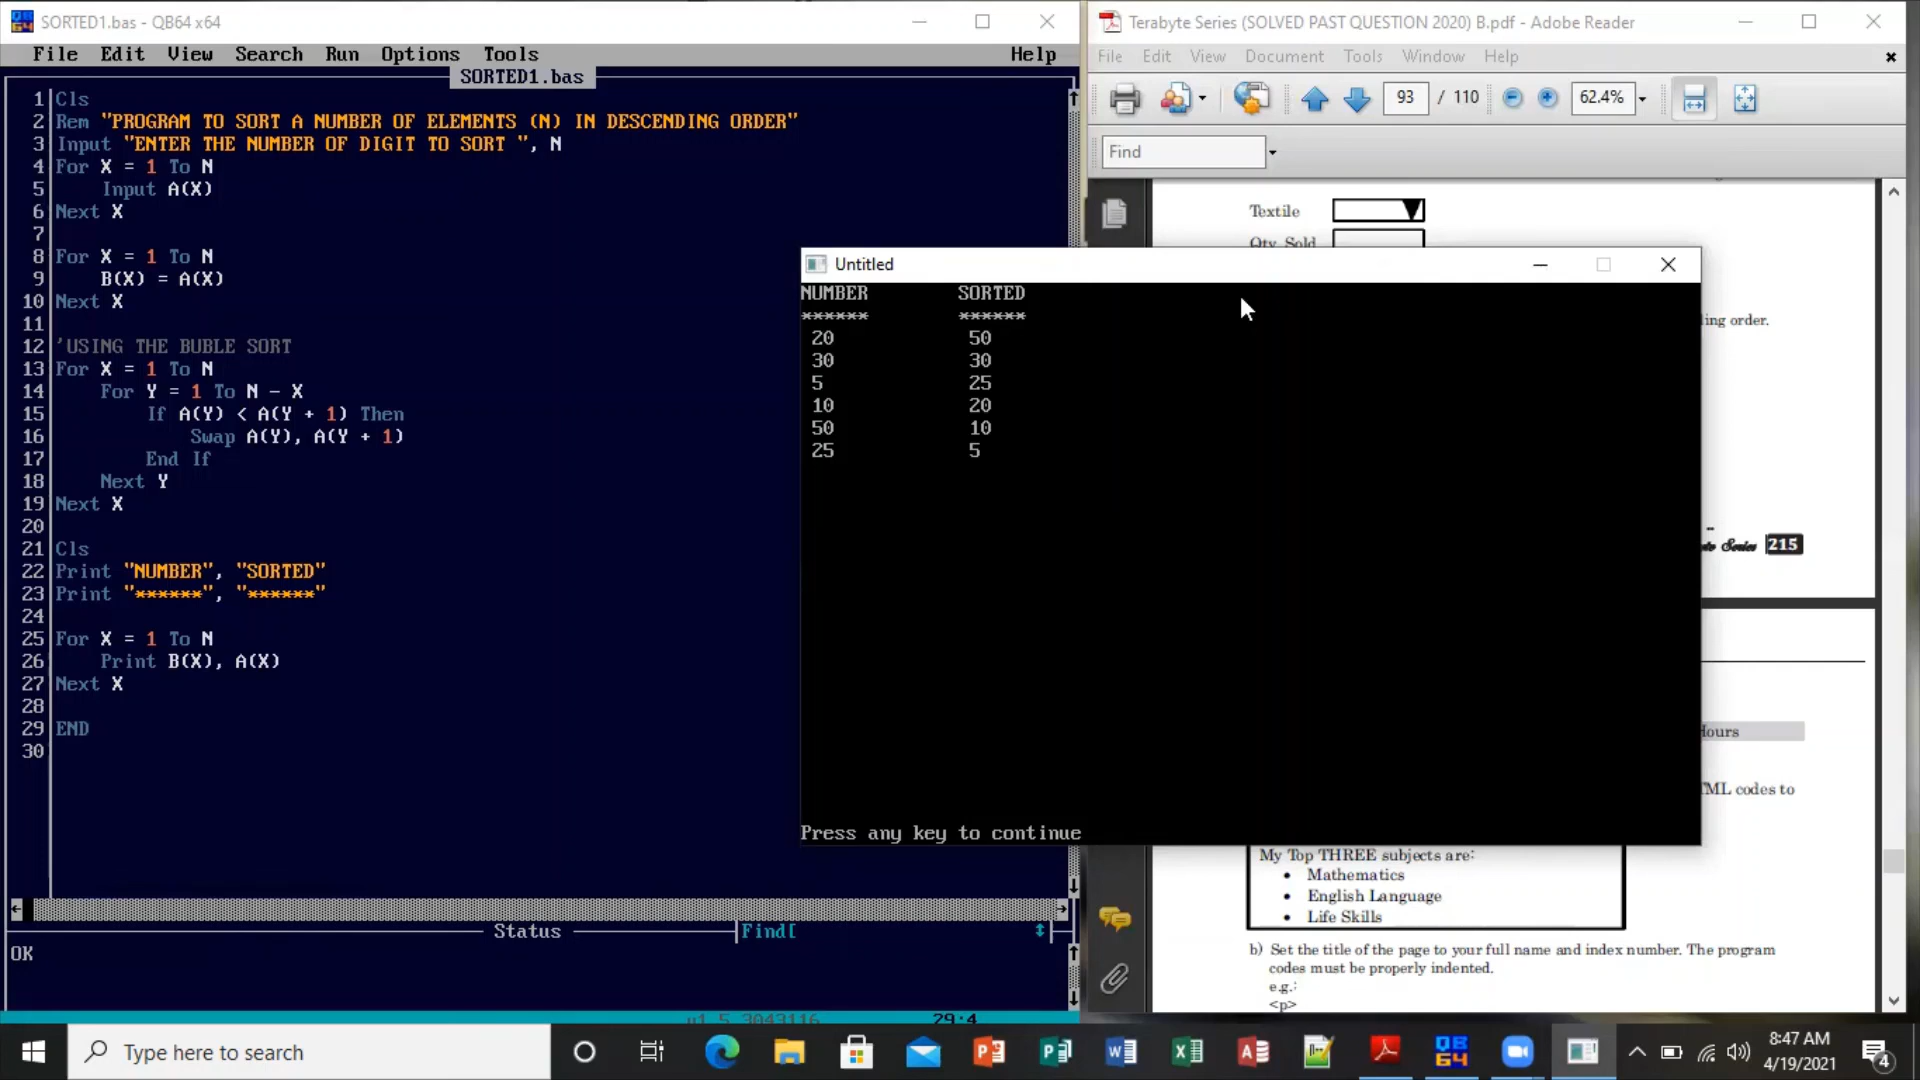 SORTED1.bas - QB64 x64
File Edit View Search Run Options Tools Help
SORTED1.bas
1 Cls
2 Rem "PROGRAM TO SORT A NUMBER OF ELEMENTS (N) IN DESCENDING ORDER"
3 Input "ENTER THE NUMBER OF DIGIT TO SORT ", N
4 For X = 1 To N
5 Input A(X)
6 Next X
7
8 For X = 1 To N
9 B(X) = A(X)
10 Next X
11
12 'USING THE BUBLE SORT
13 For X = 1 To N
14 For Y = 1 To N - X
15 If A(Y) < A(Y + 1) Then
16 Swap A(Y), A(Y + 1)
17 End If
18 Next Y
19 Next X
20
21 Cls
22 Print "NUMBER", "SORTED"
23 Print "******", "******"
24
25 For X = 1 To N
26 Print B(X), A(X)
27 Next X
28
29 END
30
Status
Find[
OK
v1.5 3043116 29:4
Terabyte Series (SOLVED PAST QUESTION 2020) B.pdf - Adobe Reader
File Edit View Document Tools Window Help
93 / 110 62.4%
Find
Textile
Qty. Sold
ing order.
Series 215
Hours
TML codes to
My Top THREE subjects are:
• Mathematics
• English Language
• Life Skills
b) Set the title of the page to your full name and index number. The program
codes must be properly indented.
e.g.:
<p>
Untitled
NUMBER SORTED
****** ******
20 50
30 30
5 25
10 20
50 10
25 5
Press any key to continue
Type here to search
8:47 AM
4/19/2021
4